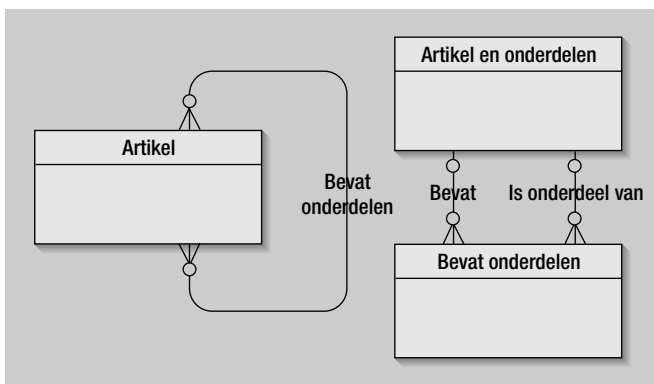 Artikel
Bevat
onderdelen
Artikel en onderdelen
Bevat
Is onderdeel van
Bevat onderdelen